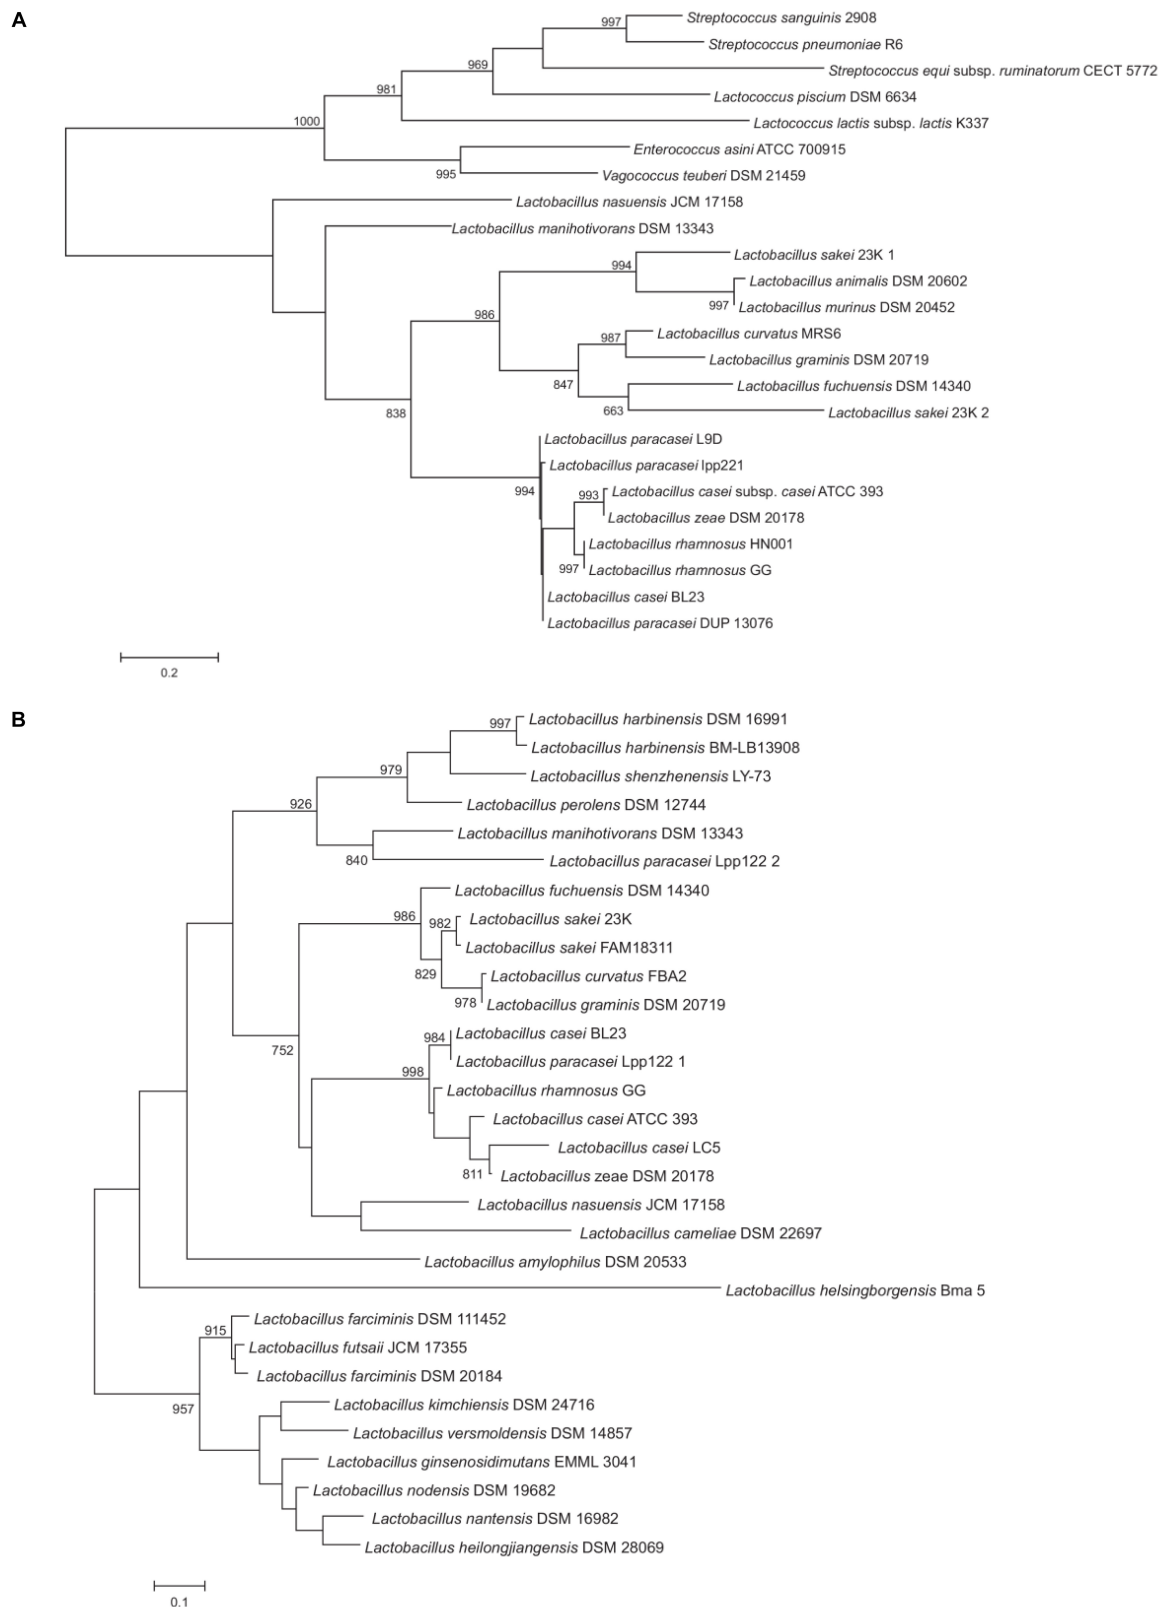 A
997
Streptococcus sanguinis 2908
Streptococcus pneumoniae R6
969
Streptococcus equi subsp. ruminatorum CECT 5772
981
Lactococcus piscium DSM 6634
1000
Lactococcus lactis subsp. lactis K337
Enterococcus asini ATCC 700915
995
Vagococcus teuberi DSM 21459
Lactobacillus nasuensis JCM 17158
Lactobacillus manihotivorans DSM 13343
Lactobacillus sakei 23K 1
994
Lactobacillus animalis DSM 20602
997
Lactobacillus murinus DSM 20452
986
Lactobacillus curvatus MRS6
987
Lactobacillus graminis DSM 20719
847
Lactobacillus fuchuensis DSM 14340
663
Lactobacillus sakei 23K 2
838
Lactobacillus paracasei L9D
Lactobacillus paracasei lpp221
994
993
Lactobacillus casei subsp. casei ATCC 393
Lactobacillus zeae DSM 20178
Lactobacillus rhamnosus HN001
997
Lactobacillus rhamnosus GG
Lactobacillus casei BL23
Lactobacillus paracasei DUP 13076
0.2
B
997
Lactobacillus harbinensis DSM 16991
Lactobacillus harbinensis BM-LB13908
979
Lactobacillus shenzhenensis LY-73
926
Lactobacillus perolens DSM 12744
Lactobacillus manihotivorans DSM 13343
840
Lactobacillus paracasei Lpp122 2
Lactobacillus fuchuensis DSM 14340
986
982
Lactobacillus sakei 23K
Lactobacillus sakei FAM18311
829
Lactobacillus curvatus FBA2
978
Lactobacillus graminis DSM 20719
752
984
Lactobacillus casei BL23
Lactobacillus paracasei Lpp122 1
998
Lactobacillus rhamnosus GG
Lactobacillus casei ATCC 393
Lactobacillus casei LC5
811
Lactobacillus zeae DSM 20178
Lactobacillus nasuensis JCM 17158
Lactobacillus cameliae DSM 22697
Lactobacillus amylophilus DSM 20533
Lactobacillus helsingborgensis Bma 5
Lactobacillus farciminis DSM 111452
915
Lactobacillus futsaii JCM 17355
Lactobacillus farciminis DSM 20184
957
Lactobacillus kimchiensis DSM 24716
Lactobacillus versmoldensis DSM 14857
Lactobacillus ginsenosidimutans EMML 3041
Lactobacillus nodensis DSM 19682
Lactobacillus nantensis DSM 16982
Lactobacillus heilongjiangensis DSM 28069
0.1